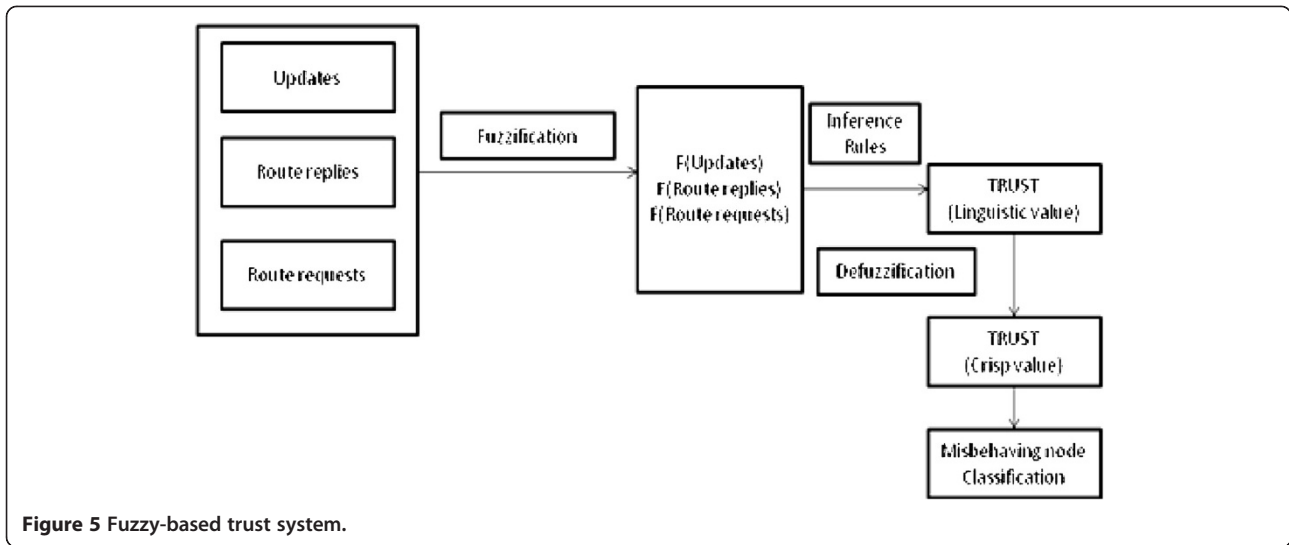 Updates
Route replies
Route requests
Fuzzification
F(Updates)
F(Route replies)
F(Route requests)
Inference
Rules
TRUST
(Linguistic value)
Defuzzification
TRUST
(Crisp value)
Misbehaving node
Classification
Figure 5 Fuzzy-based trust system.